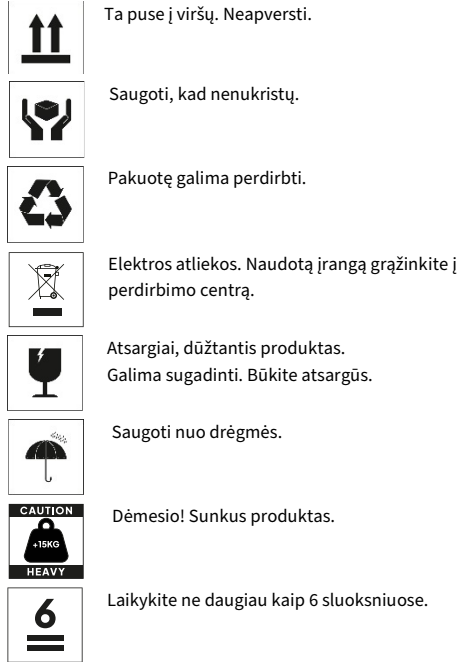 Ta puse į viršų. Neapversti.
Saugoti, kad nenukristų.
Pakuotę galima perdirbti.
Elektros atliekos. Naudotą įrangą grąžinkite į
perdirbimo centrą.
Atsargiai, dūžtantis produktas.
Galima sugadinti. Būkite atsargūs.
Saugoti nuo drėgmės.
CAUTION
+15KG
HEAVY
Dėmesio! Sunkus produktas.
6
Laikykite ne daugiau kaip 6 sluoksniuose.